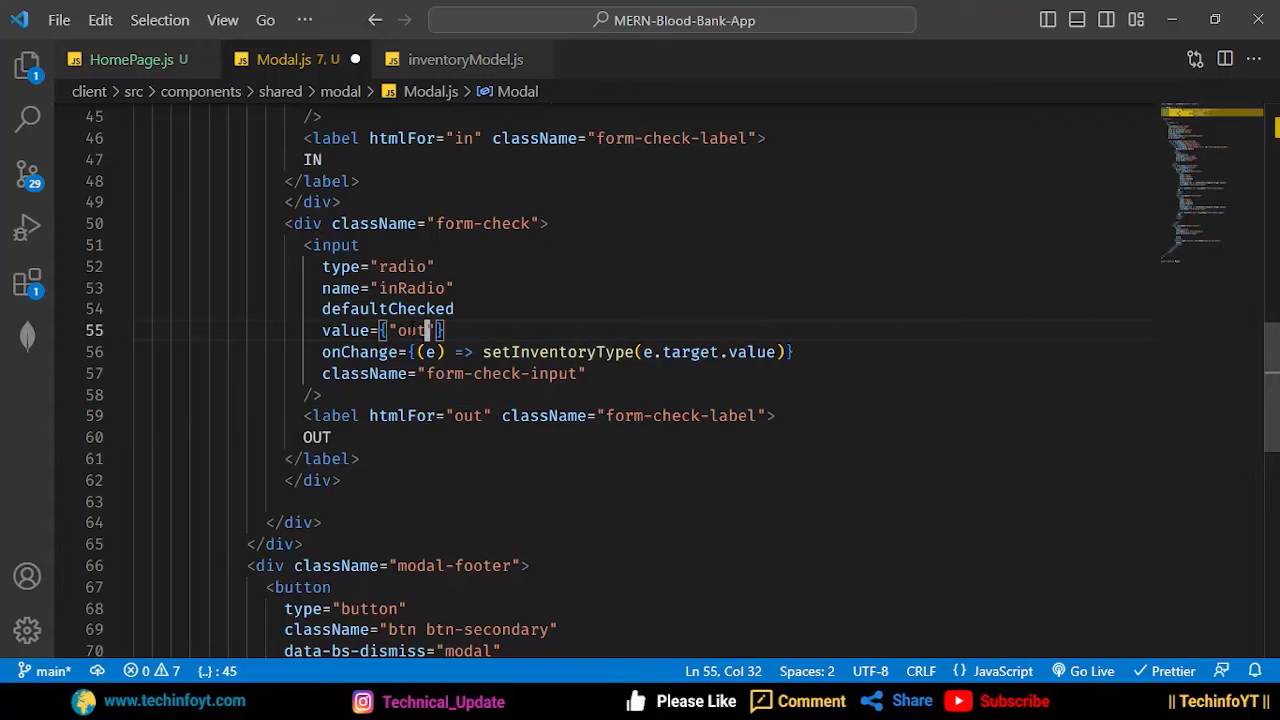 File Edit Selection View Go ··· MERN-Blood-Bank-App
HomePage.js U Modal.js 7, U inventoryModel.js
client > src > components > shared > modal > Modal.js > Modal
45 />
46 <label htmlFor="in" className="form-check-label">
47 IN
48 </label>
49 </div>
50 <div className="form-check">
51 <input
52 type="radio"
53 name="inRadio"
54 defaultChecked
55 value={"out"}
56 onChange={(e) => setInventoryType(e.target.value)}
57 className="form-check-input"
58 />
59 <label htmlFor="out" className="form-check-label">
60 OUT
61 </label>
62 </div>
63
64 </div>
65 </div>
66 <div className="modal-footer">
67 <button
68 type="button"
69 className="btn btn-secondary"
70 data-bs-dismiss="modal"
1
29
1
main* 0 7 {..} : 45 Ln 55, Col 32 Spaces: 2 UTF-8 CRLF {} JavaScript Go Live Prettier
www.techinfoyt.com Technical_Update Please Like Comment Share Subscribe || TechinfoYT ||